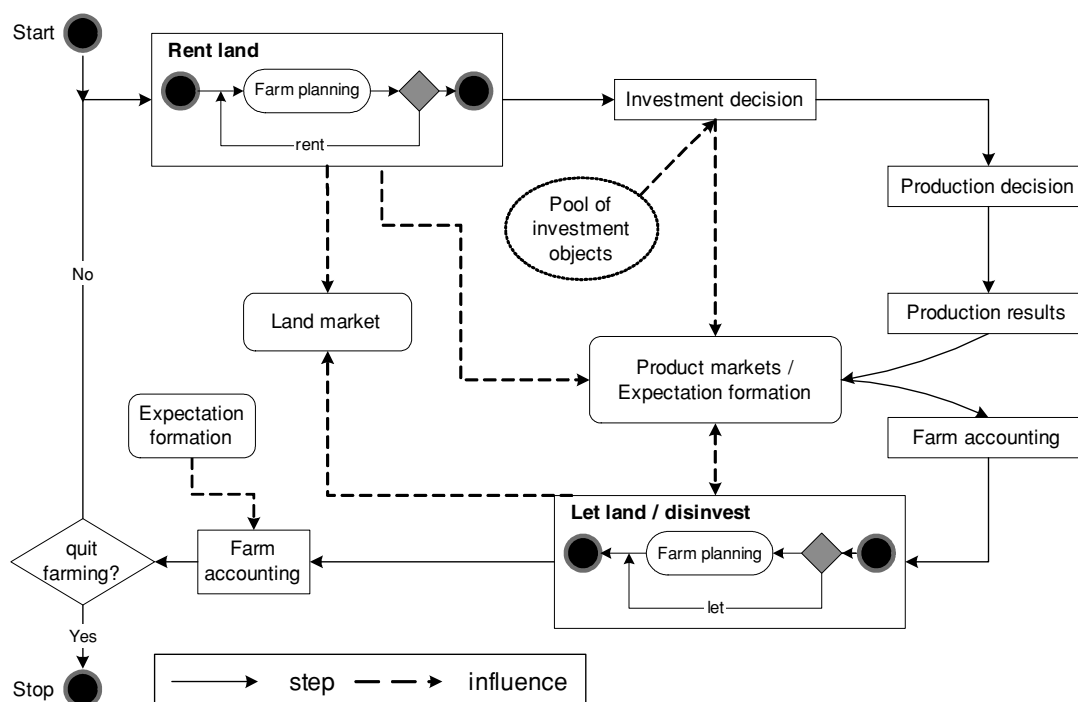 Start
Rent land
Farm planning
rent
Investment decision
Production decision
Pool of
investment
objects
No
Land market
Production results
Product markets /
Expectation formation
Expectation
formation
Farm accounting
Let land / disinvest
quit
farming?
Farm
accounting
Farm planning
let
Yes
Stop
step
influence